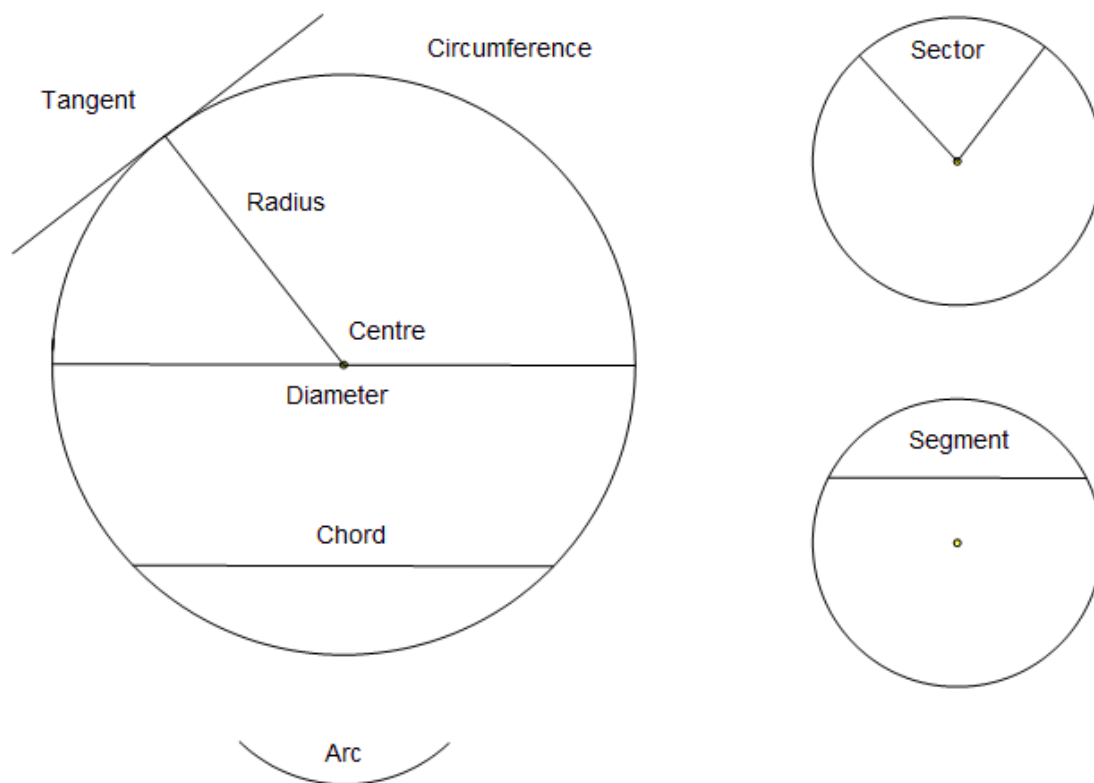 Circumference
Tangent
Radius
Centre
Diameter
Chord
Arc
Sector
Segment